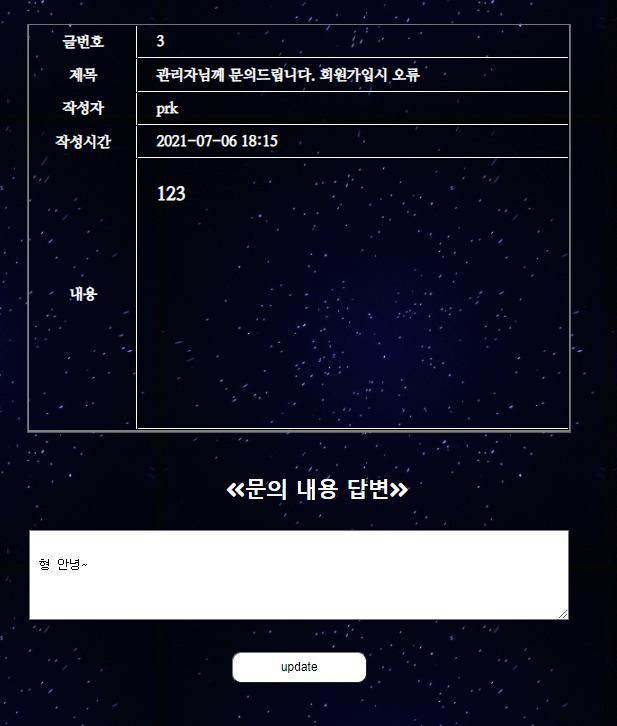 글번호 3
제목 관리자님께 문의드립니다. 회원가입시 오류
작성자 prk
작성시간 2021-07-06 18:15
내용 123
«문의 내용 답변»
형 안녕~
update